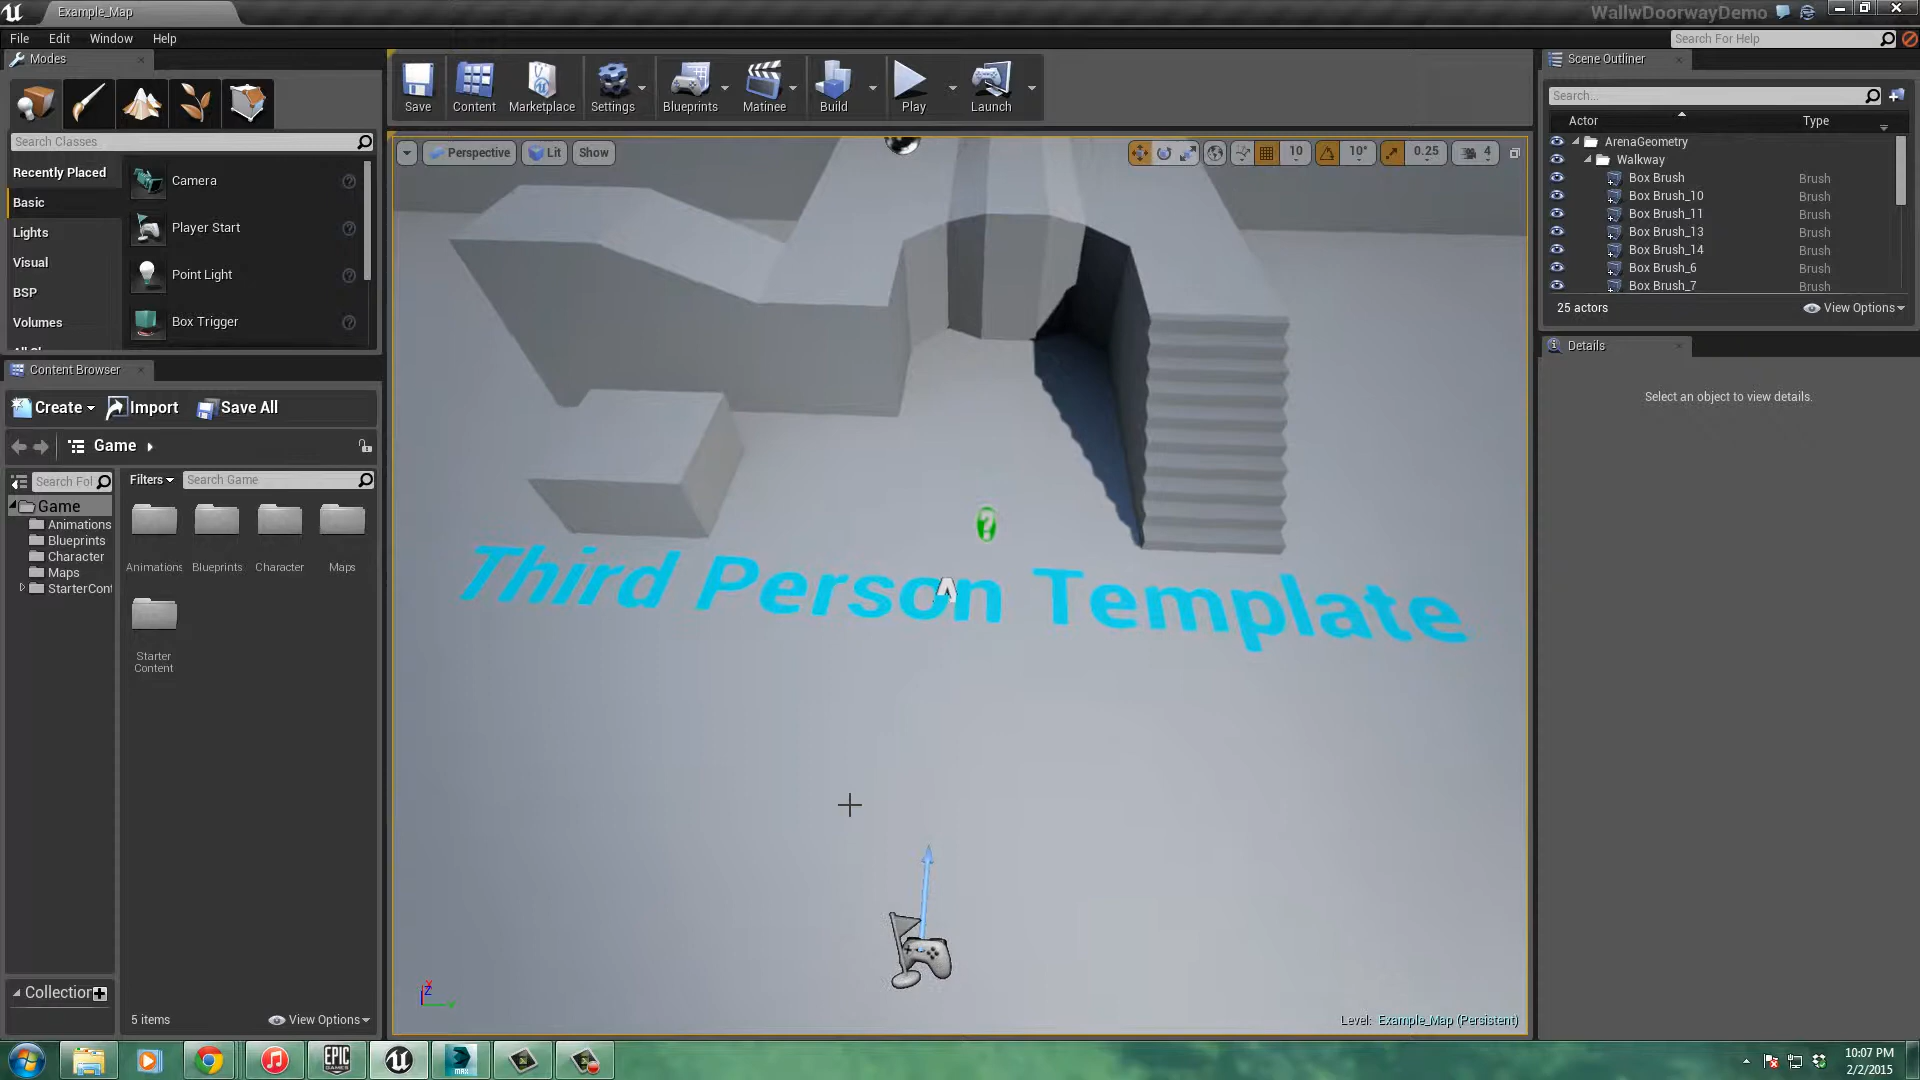 Example_Map
WallwDoorwayDemo
File Edit Window Help
Search For Help
Modes
Search Classes
Recently Placed
Basic
Lights
Visual
BSP
Volumes
Camera
Player Start
Point Light
Box Trigger
Save
Content
Marketplace
Settings
Blueprints
Matinee
Build
Play
Launch
Perspective
Lit
Show
10
10°
0.25
4
Third Person Template
Level: Example_Map (Persistent)
Scene Outliner
Search...
Actor Type
ArenaGeometry
Walkway
Box Brush Brush
Box Brush_10 Brush
Box Brush_11 Brush
Box Brush_13 Brush
Box Brush_14 Brush
Box Brush_6 Brush
Box Brush_7 Brush
25 actors
View Options
Details
Select an object to view details.
Content Browser
Create
Import
Save All
Game
Search Fol
Filters
Search Game
Game
Animations
Blueprints
Character
Maps
StarterCont
Animations
Blueprints
Character
Maps
Starter
Content
Collection
5 items
View Options
EPIC
GAMES
MAX
10:07 PM
2/2/2015